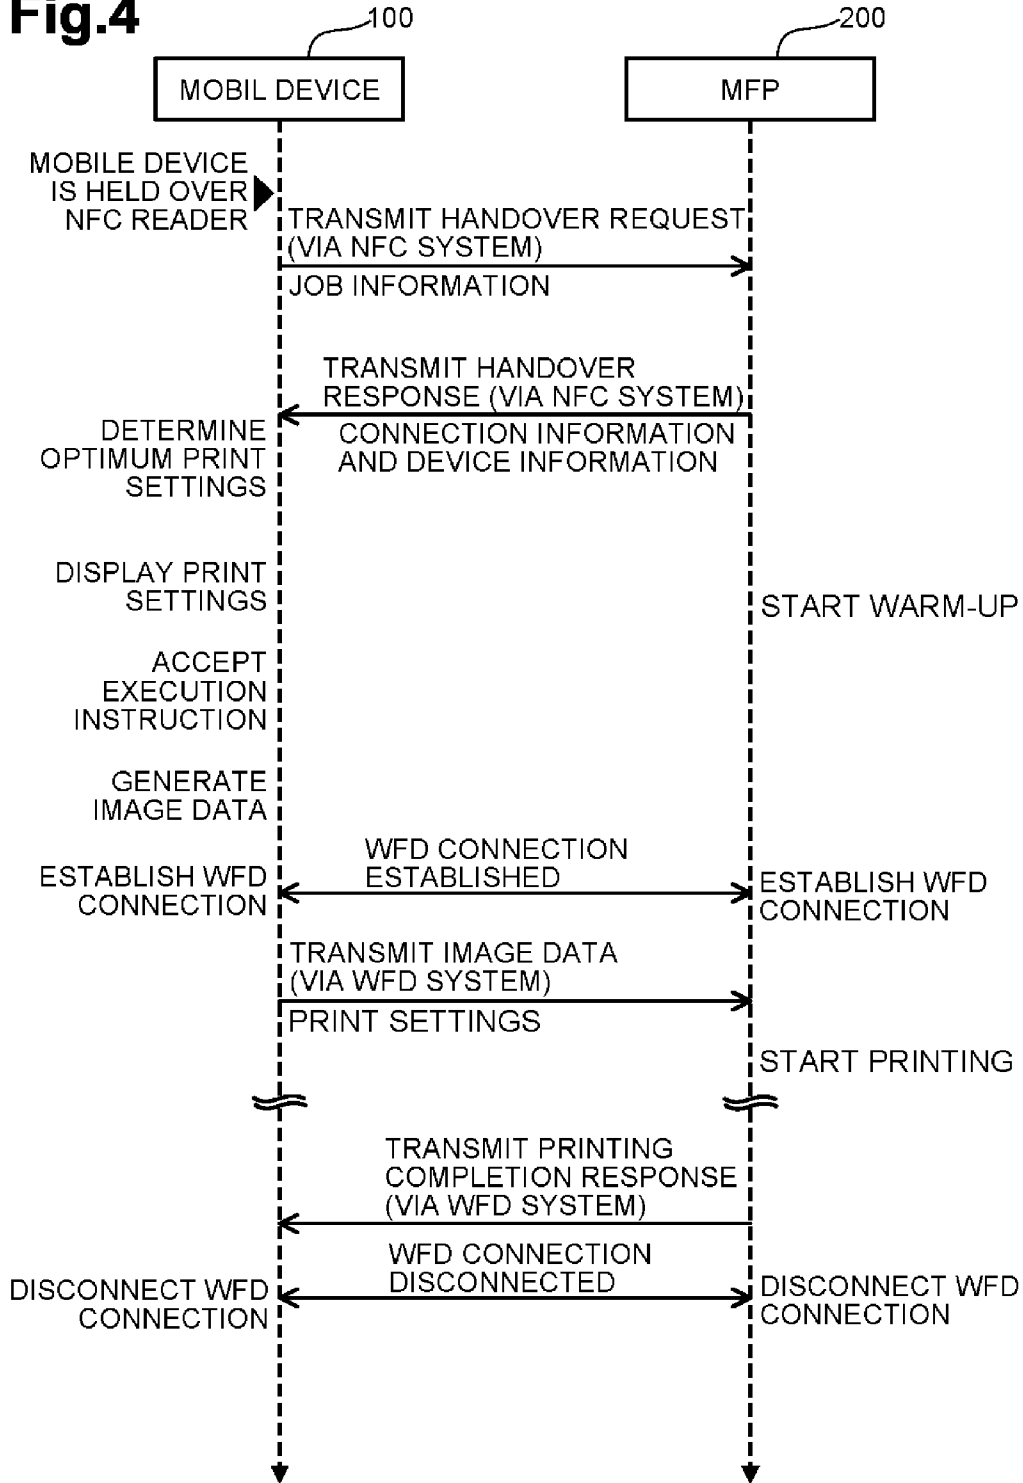 Fig.4
100
200
MOBIL DEVICE
MFP
MOBILE DEVICE
IS HELD OVER
NFC READER
TRANSMIT HANDOVER REQUEST
(VIA NFC SYSTEM)
JOB INFORMATION
TRANSMIT HANDOVER
RESPONSE (VIA NFC SYSTEM)
CONNECTION INFORMATION
AND DEVICE INFORMATION
DETERMINE
OPTIMUM PRINT
SETTINGS
DISPLAY PRINT
SETTINGS
START WARM-UP
ACCEPT
EXECUTION
INSTRUCTION
GENERATE
IMAGE DATA
WFD CONNECTION
ESTABLISHED
ESTABLISH WFD
CONNECTION
ESTABLISH WFD
CONNECTION
TRANSMIT IMAGE DATA
(VIA WFD SYSTEM)
PRINT SETTINGS
START PRINTING
TRANSMIT PRINTING
COMPLETION RESPONSE
(VIA WFD SYSTEM)
WFD CONNECTION
DISCONNECTED
DISCONNECT WFD
CONNECTION
DISCONNECT WFD
CONNECTION